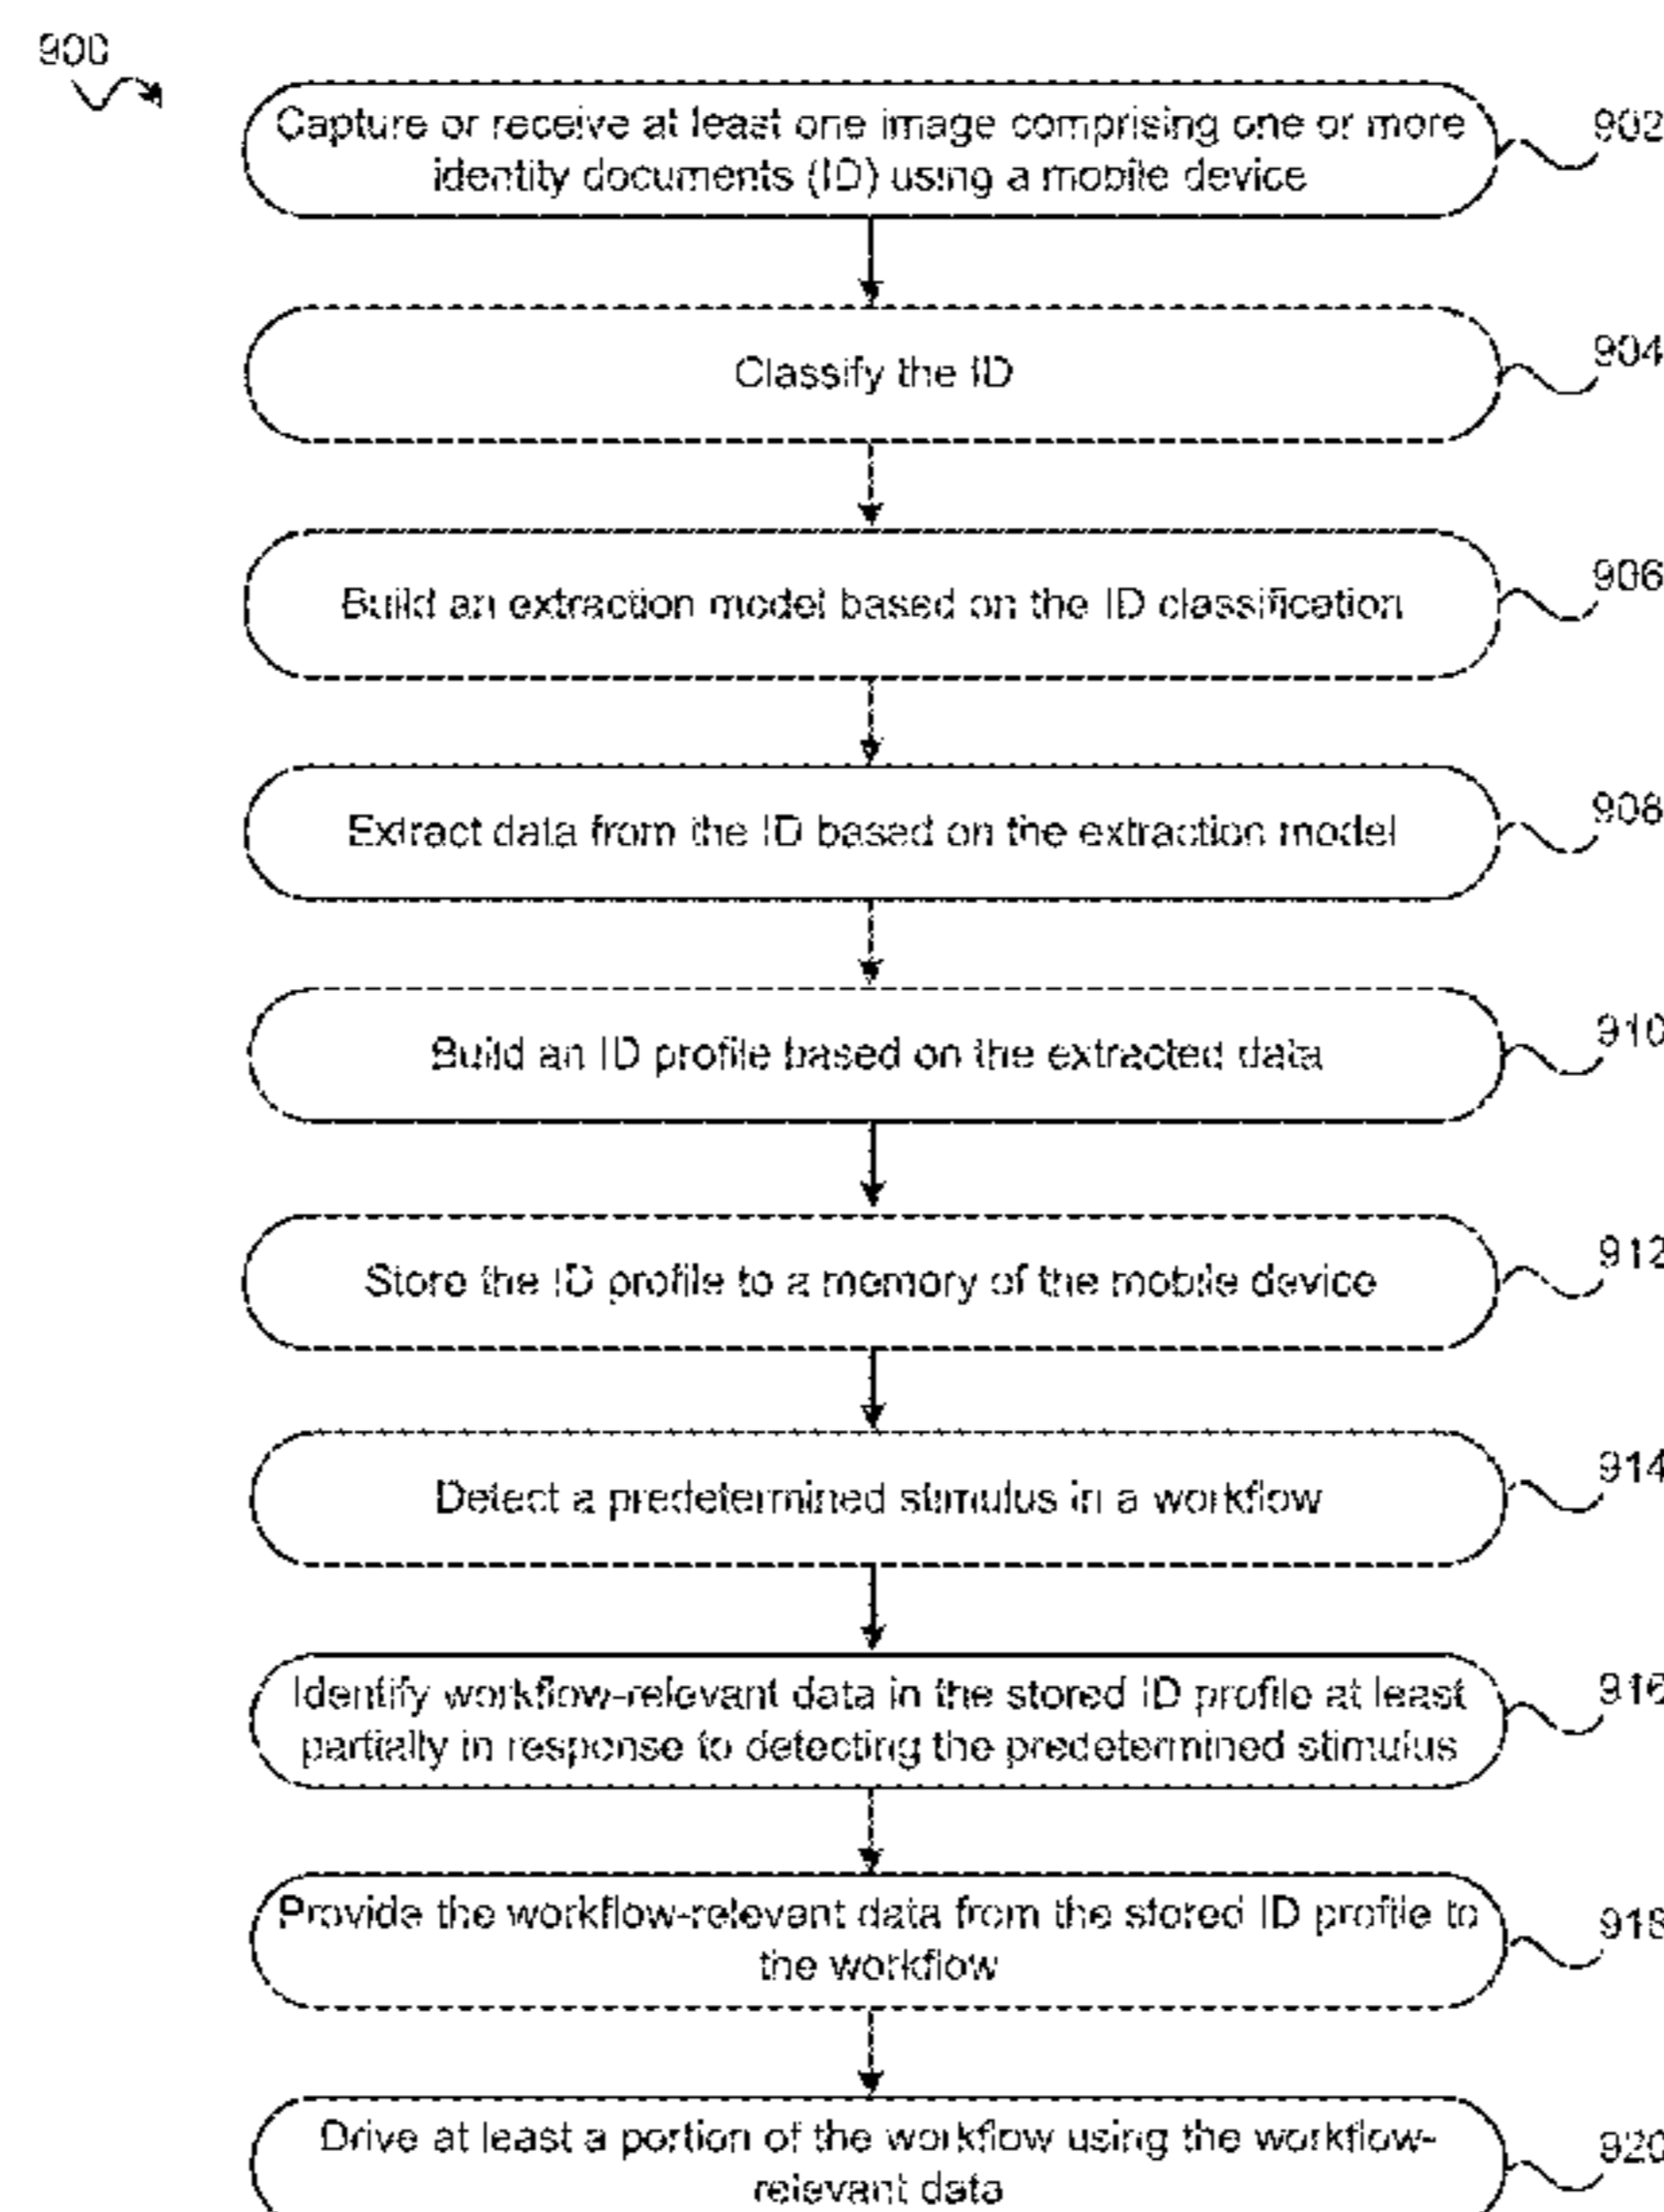 900
Capture or receive at least one image comprising one or more
identity documents (ID) using a mobile device
902
Classify the ID
904
Build an extraction model based on the ID classification
906
Extract data from the ID based on the extraction model
908
Build an ID profile based on the extracted data
910
Store the ID profile to a memory of the mobile device
912
Detect a predetermined stimulus in a workflow
914
Identify workflow-relevant data in the stored ID profile at least
partially in response to detecting the predetermined stimulus
916
Provide the workflow-relevant data from the stored ID profile to
the workflow
918
Drive at least a portion of the workflow using the workflow-
relevant data
920